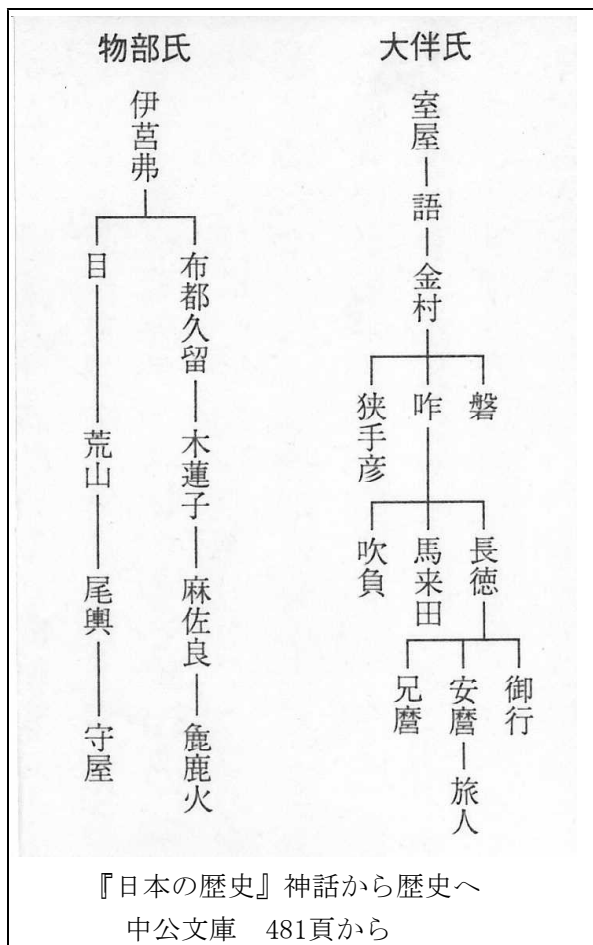 物部氏
大伴氏
伊莒弗
布都久留
木蓮子
麻佐良
麁鹿火
目
荒山
尾輿
守屋
室屋
語
金村
磐
咋
狭手彦
長徳
馬来田
吹負
御行
安麿
旅人
兄麿
『日本の歴史』神話から歴史へ
中公文庫 481頁から